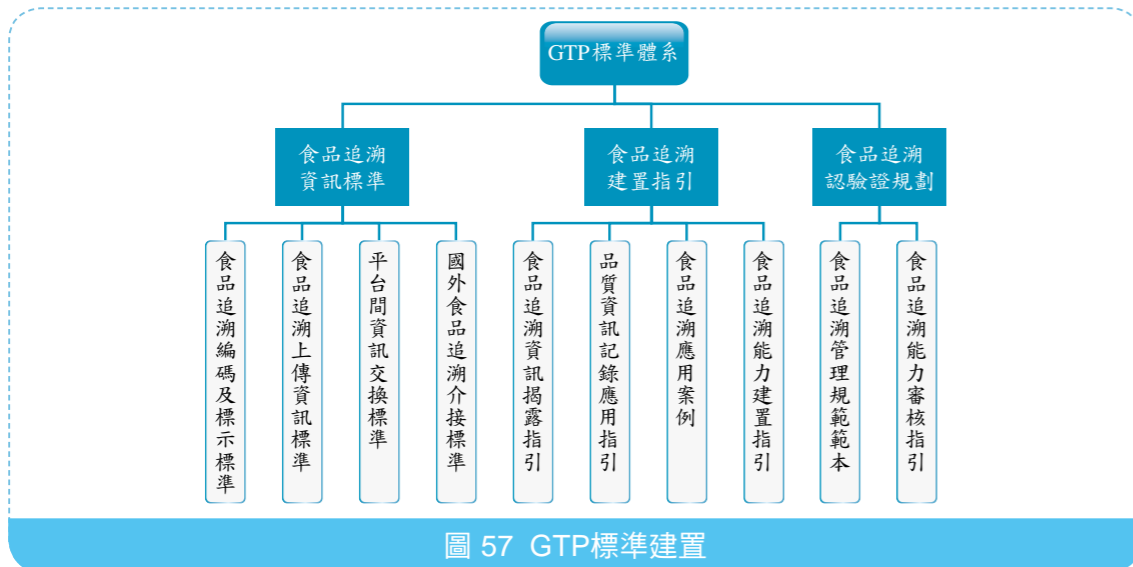 GTP標準體系
食品追溯
資訊標準
食品追溯
建置指引
食品追溯
認驗證規劃
食品追溯編碼及標示標準
食品追溯上傳資訊標準
平台間資訊交換標準
國外食品追溯介接標準
食品追溯資訊揭露指引
品質資訊記錄應用指引
食品追溯應用案例
食品追溯能力建置指引
食品追溯管理規範範本
食品追溯能力審核指引
圖 57 GTP標準建置